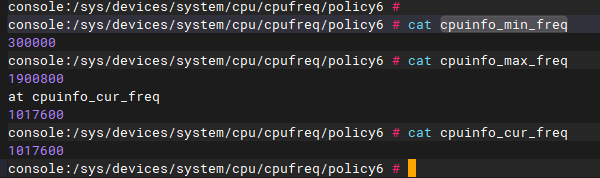 console:/sys/devices/system/cpu/cpufreq/policy6 #
console:/sys/devices/system/cpu/cpufreq/policy6 # cat cpuinfo_min_freq
300000
console:/sys/devices/system/cpu/cpufreq/policy6 # cat cpuinfo_max_freq
1900800
at cpuinfo_cur_freq
1017600
console:/sys/devices/system/cpu/cpufreq/policy6 # cat cpuinfo_cur_freq
1017600
console:/sys/devices/system/cpu/cpufreq/policy6 #